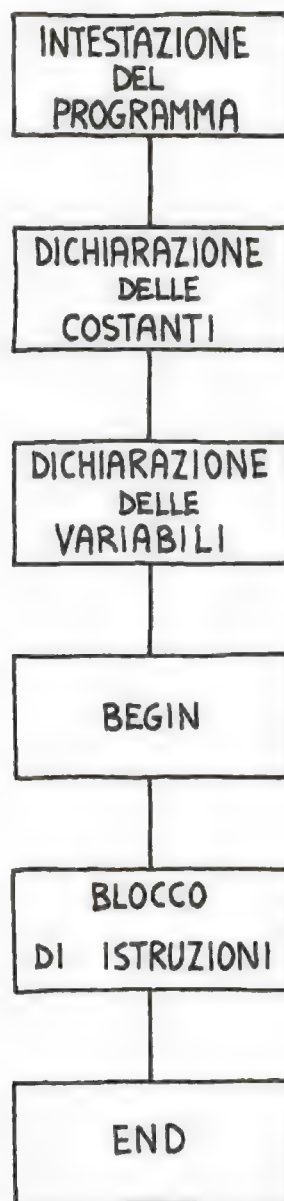 INTESTAZIONE
DEL
PROGRAMMA
DICHIARAZIONE
DELLE
COSTANTI
DICHIARAZIONE
DELLE
VARIABILI
BEGIN
BLOCCO
DI ISTRUZIONI
END